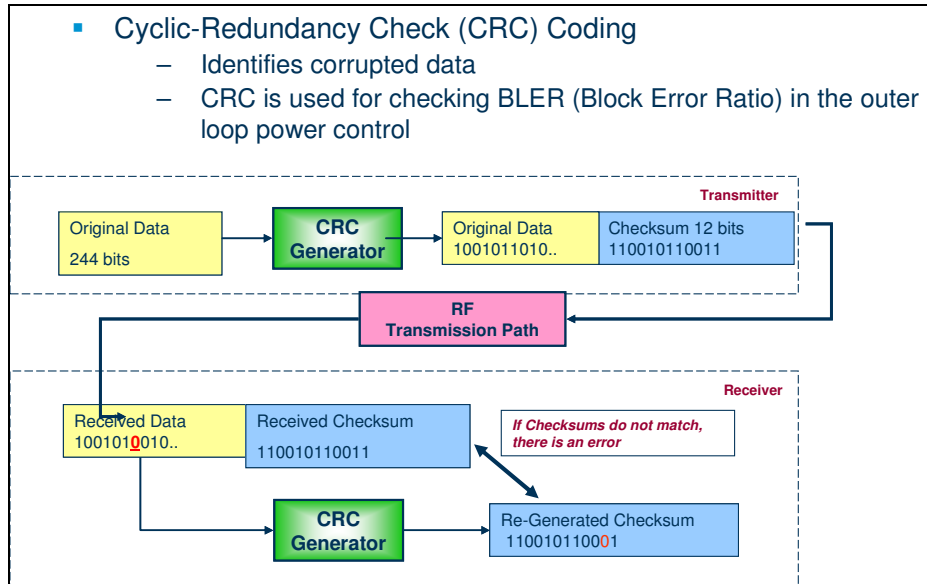 Cyclic-Redundancy Check (CRC) Coding
– Identifies corrupted data
– CRC is used for checking BLER (Block Error Ratio) in the outer
loop power control
Transmitter
Original Data
244 bits
CRC
Generator
Original Data
1001011010..
Checksum 12 bits
110010110011
RF
Transmission Path
Receiver
Received Data
1001010010..
Received Checksum
110010110011
If Checksums do not match,
there is an error
CRC
Generator
Re-Generated Checksum
110010110001